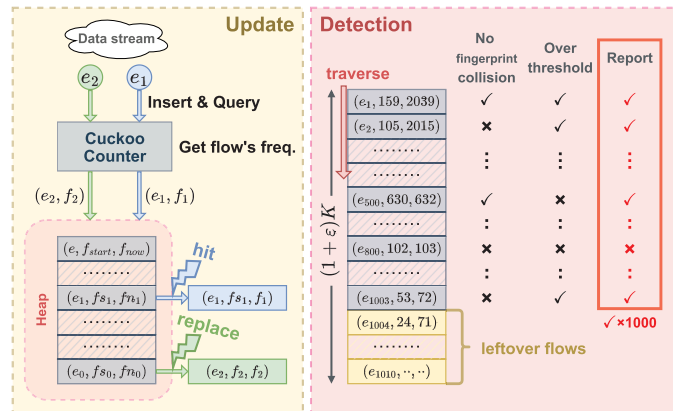 Update
Data stream
e₂
e₁
Insert & Query
Cuckoo
Counter
Get flow's freq.
(e₂, f₂)
(e₁, f₁)
Heap
(e, f_start, f_now)
........
(e₁, fs₁, fn₁)
........
(e₀, fs₀, fn₀)
hit
(e₁, fs₁, f₁)
replace
(e₂, f₂, f₂)
Detection
traverse
No
fingerprint
collision
Over
threshold
Report
(1 + ε)K
(e₁, 159, 2039) ✓ ✓ ✓
(e₂, 105, 2015) ✗ ✓ ✓
........ ⋮ ⋮ ⋮
(e₅₀₀, 630, 632) ✓ ✗ ✓
........ ⋮ ⋮ ⋮
(e₈₀₀, 102, 103) ✗ ✗ ✗
........ ⋮ ⋮ ⋮
(e₁₀₀₃, 53, 72) ✗ ✓ ✓
✓×1000
(e₁₀₀₄, 24, 71)
........
(e₁₀₁₀, ··, ··)
leftover flows